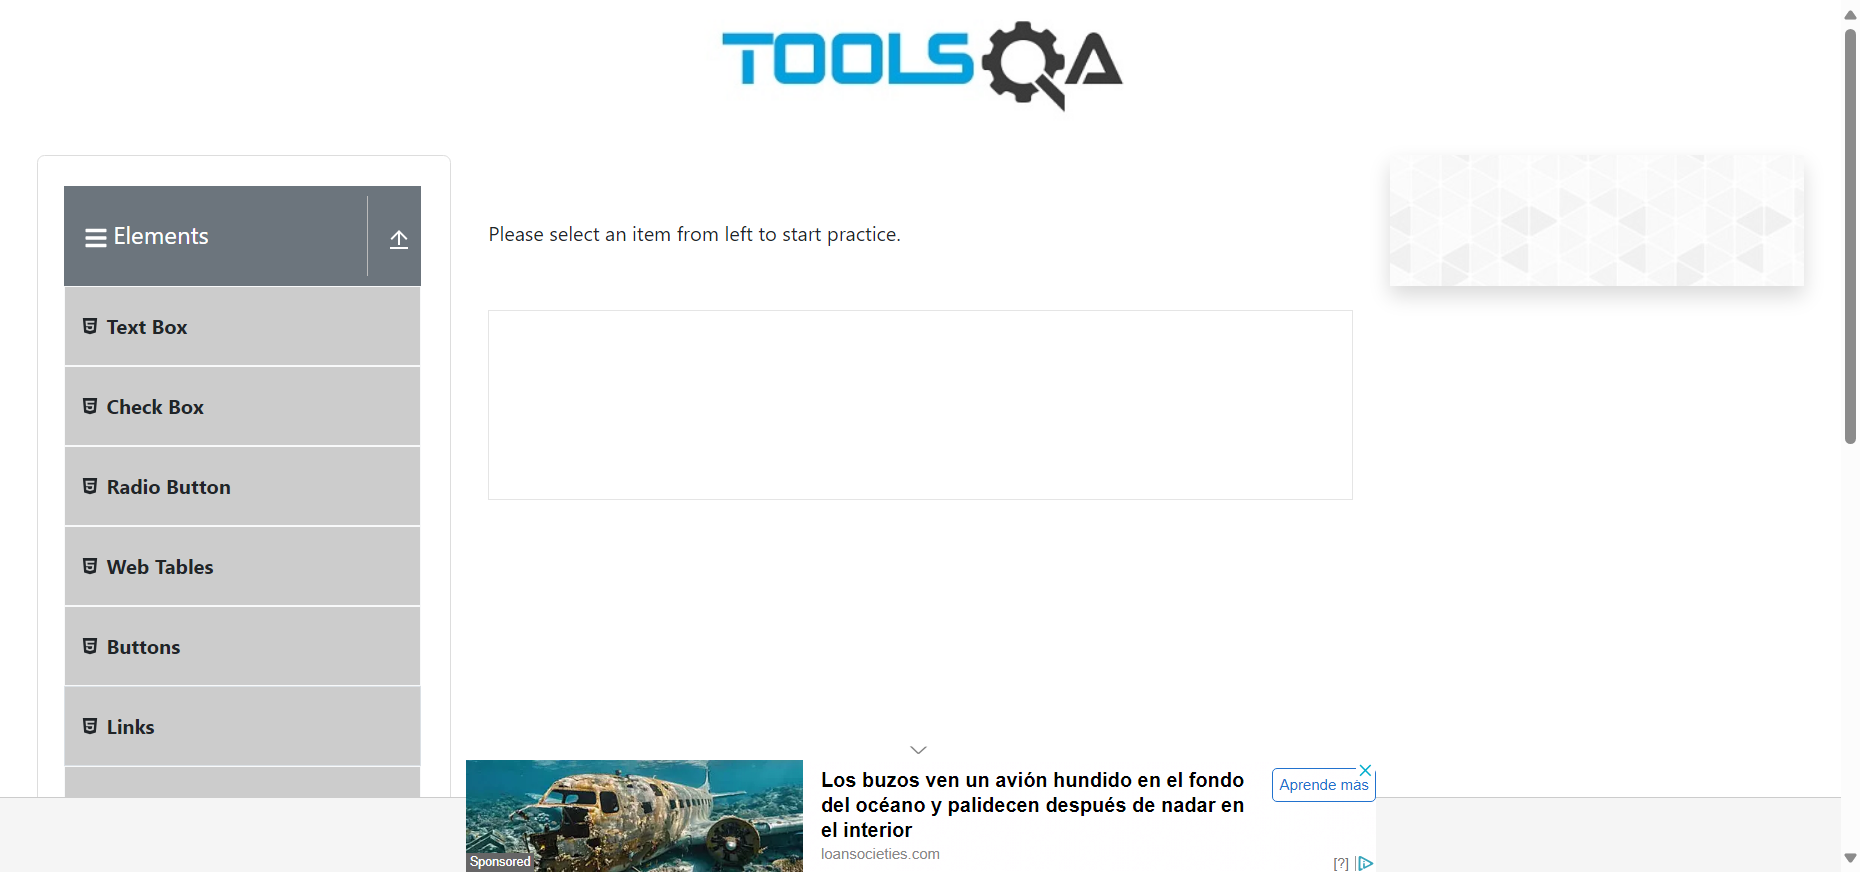 TOOLSQA
Elements
Please select an item from left to start practice.
Text Box
Check Box
Radio Button
Web Tables
Buttons
Links
Los buzos ven un avión hundido en el fondo
del océano y palidecen después de nadar en
el interior
loansocieties.com
Aprende más
Sponsored
[?]